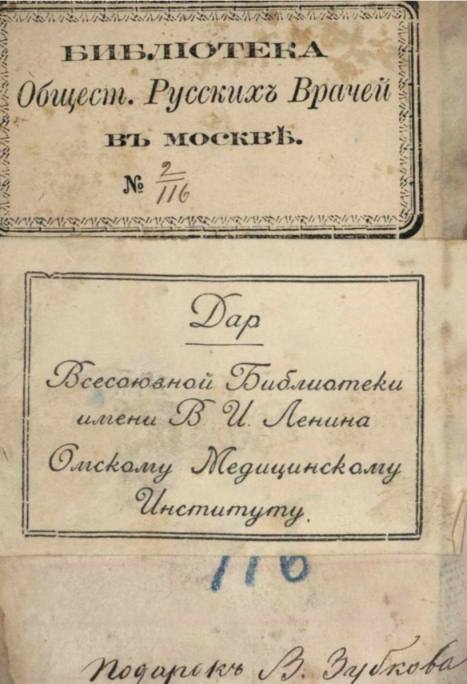 БИБЛІОТЕКА
Общест. Русскихъ Врачей
ВЪ МОСКВѢ.
№ 2/116
Дар
Всесоюзной Библиотеки
имени В И. Ленина
Омскому Медицинскому
Институту.
116
Подарокъ В. Зубкова